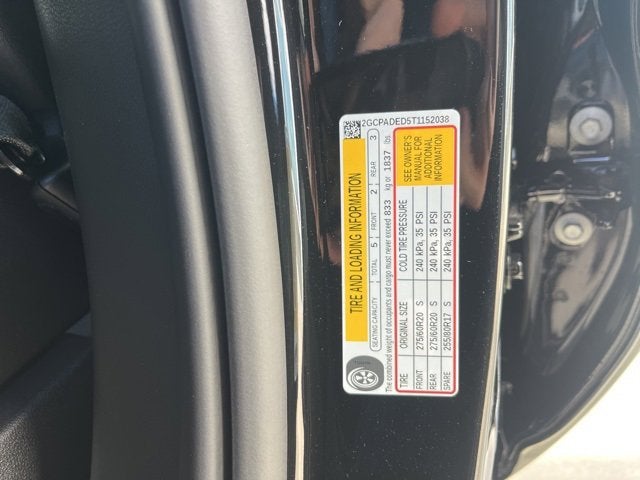 2GCPADED5T1152038
TIRE AND LOADING INFORMATION
SEATING CAPACITY TOTAL 5 FRONT 2 REAR 3
The combined weight of occupants and cargo must never exceed 833 kg or 1837 lbs.
TIRE ORIGINAL SIZE COLD TIRE PRESSURE
FRONT 275/60R20 S 240 kPa, 35 PSI
REAR 275/60R20 S 240 kPa, 35 PSI
SPARE 255/80R17 S 240 kPa, 35 PSI
SEE OWNER'S
MANUAL FOR
ADDITIONAL
INFORMATION